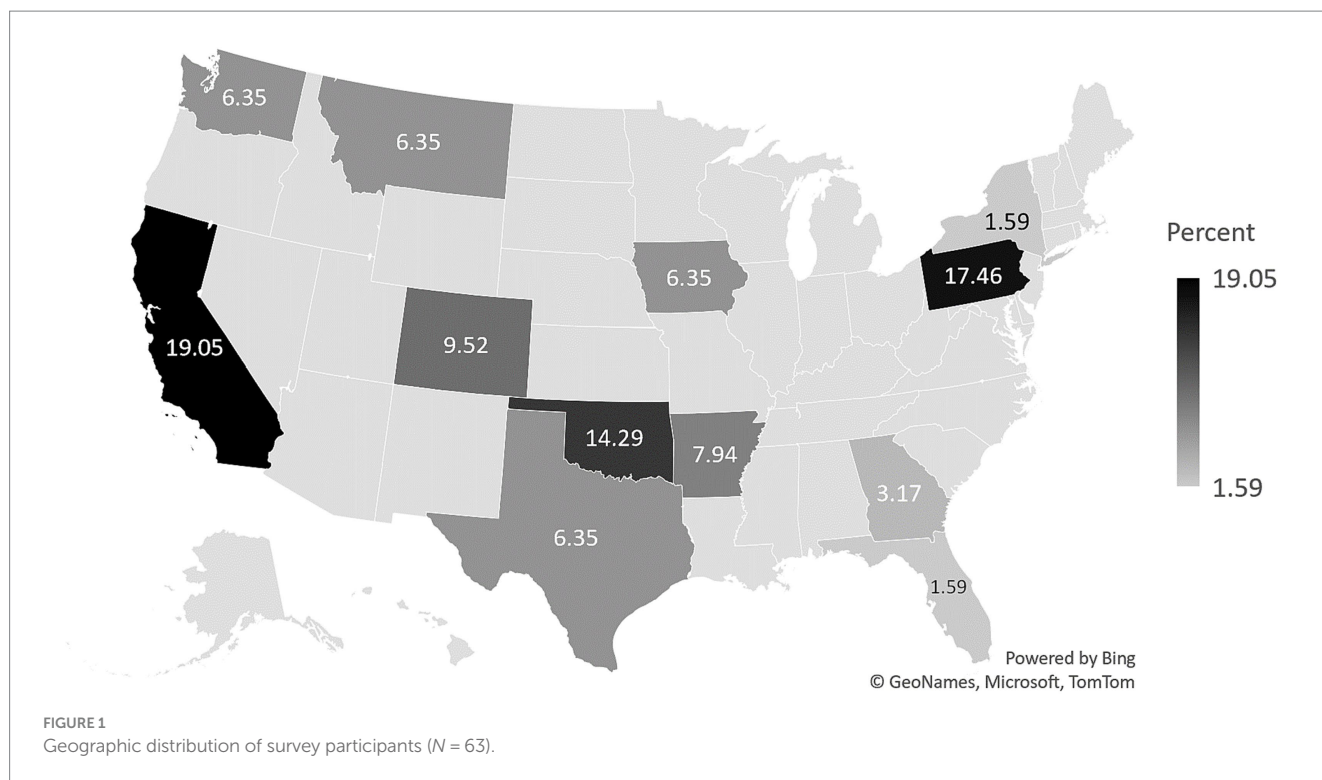 6.35
6.35
1.59
6.35
17.46
Percent
19.05
9.52
19.05
14.29
7.94
3.17
1.59
6.35
1.59
Powered by Bing
© GeoNames, Microsoft, TomTom
FIGURE 1
Geographic distribution of survey participants (N = 63).